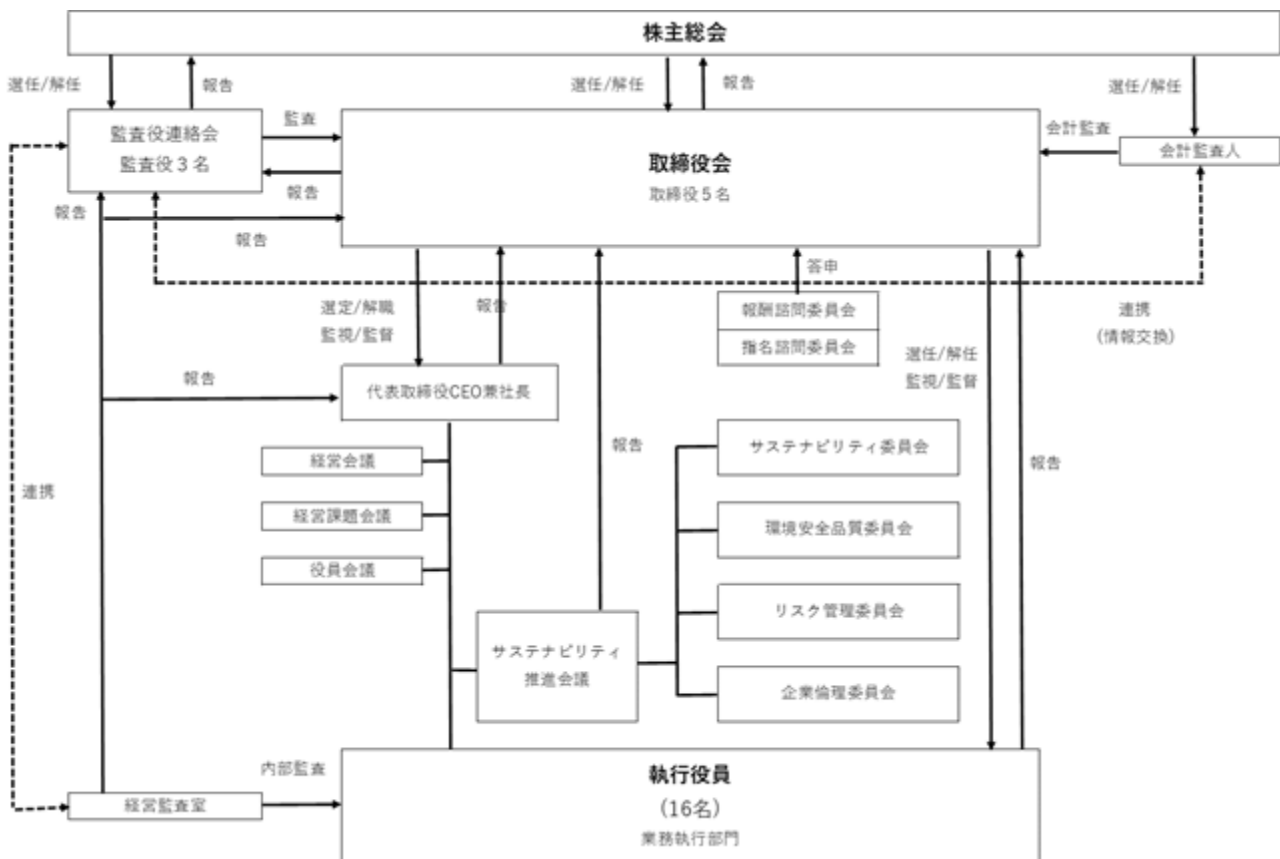 株主総会
選任/解任
報告
選任/解任
報告
選任/解任
監査役連絡会
監査役３名
監査
報告
取締役会
取締役５名
会計監査
会計監査人
報告
報告
選定/解職
監視/監督
報告
答申
報酬諮問委員会
指名諮問委員会
連携
(情報交換)
選任/解任
監視/監督
報告
代表取締役CEO兼社長
経営会議
経営課題会議
役員会議
連携
報告
サステナビリティ委員会
環境安全品質委員会
リスク管理委員会
企業倫理委員会
報告
サステナビリティ
推進会議
内部監査
経営監査室
執行役員
(16名)
業務執行部門